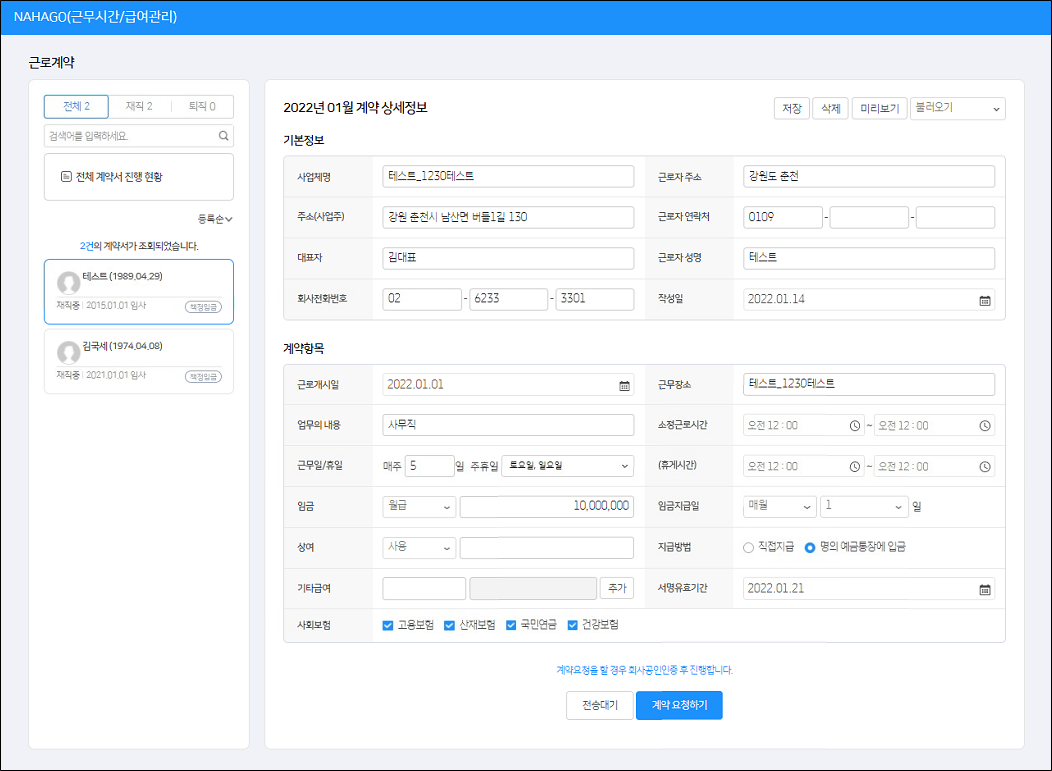 NAHAGO(근무시간/급여관리)
근로계약
전체 2 재직 2 퇴직 0
검색어를 입력하세요.
전체 계약서 진행 현황
등록순
2건의 계약서가 조회되었습니다.
테스트 (1989.04.29)
재직중 | 2015.01.01 입사 책정임금
김국세 (1974.04.08)
재직중 | 2021.01.01 입사 책정임금
2022년 01월 계약 상세정보 저장 삭제 미리보기 불러오기
기본정보
사업체명 테스트_1230테스트 근로자 주소 강원도 춘천
주소(사업주) 강원 춘천시 남산면 버들1길 130 근로자 연락처 0109 - -
대표자 김대표 근로자 성명 테스트
회사전화번호 02 - 6233 - 3301 작성일 2022.01.14
계약항목
근로개시일 2022.01.01 근무장소 테스트_1230테스트
업무의 내용 사무직 소정근로시간 오전 12 : 00 ~ 오전 12 : 00
근무일/휴일 매주 5 일 주휴일 토요일, 일요일 (휴게시간) 오전 12 : 00 ~ 오전 12 : 00
임금 월급 10,000,000 임금지급일 매월 1 일
상여 사용 지급방법 직접지급 명의 예금통장에 입금
기타급여 추가 서명유효기간 2022.01.21
사회보험 고용보험 산재보험 국민연금 건강보험
계약요청을 할 경우 회사공인인증 후 진행합니다.
전송대기 계약 요청하기